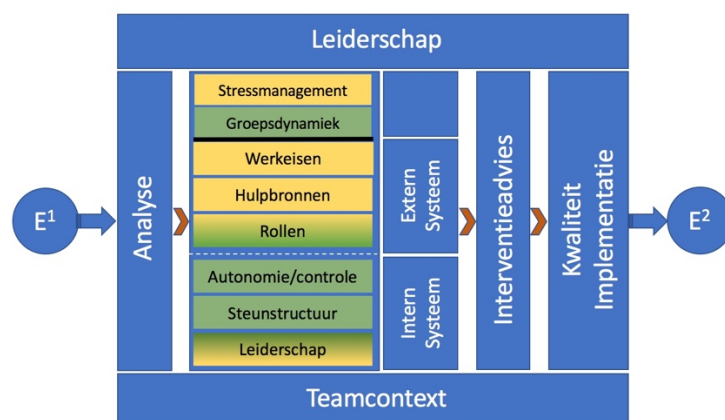 Leiderschap
E¹
Analyse
Stressmanagement
Groepsdynamiek
Werkeisen
Hulpbronnen
Rollen
Autonomie/controle
Steunstructuur
Leiderschap
Extern
Systeem
Intern
Systeem
Interventieadvies
Kwaliteit
Implementatie
E²
Teamcontext